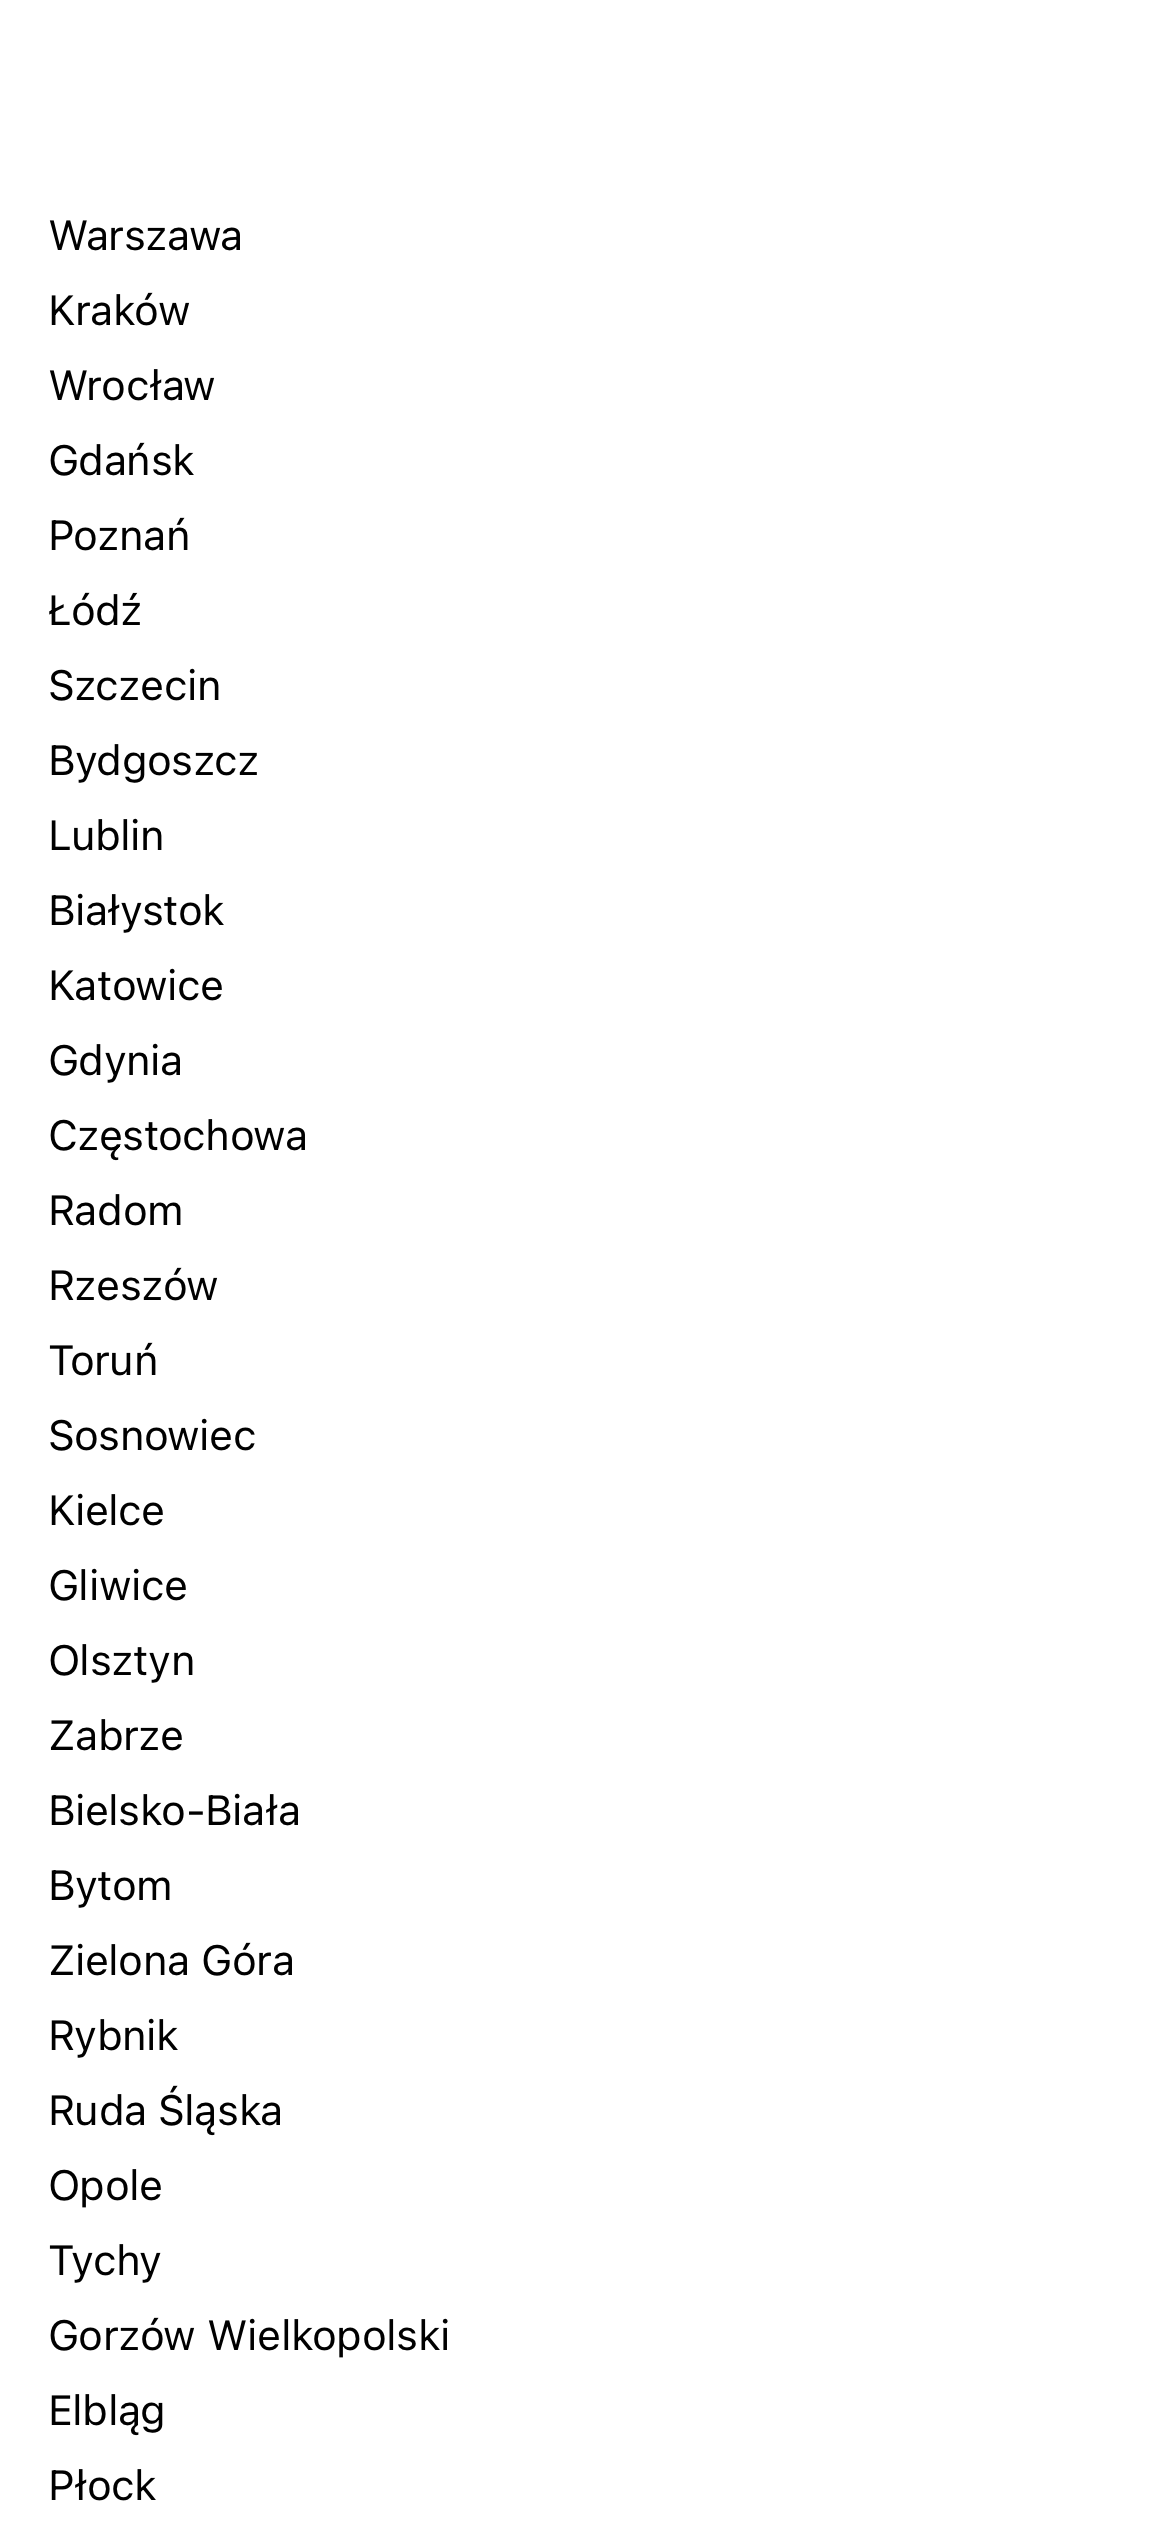 Warszawa
Kraków
Wrocław
Gdańsk
Poznań
Łódź
Szczecin
Bydgoszcz
Lublin
Białystok
Katowice
Gdynia
Częstochowa
Radom
Rzeszów
Toruń
Sosnowiec
Kielce
Gliwice
Olsztyn
Zabrze
Bielsko-Biała
Bytom
Zielona Góra
Rybnik
Ruda Śląska
Opole
Tychy
Gorzów Wielkopolski
Elbląg
Płock